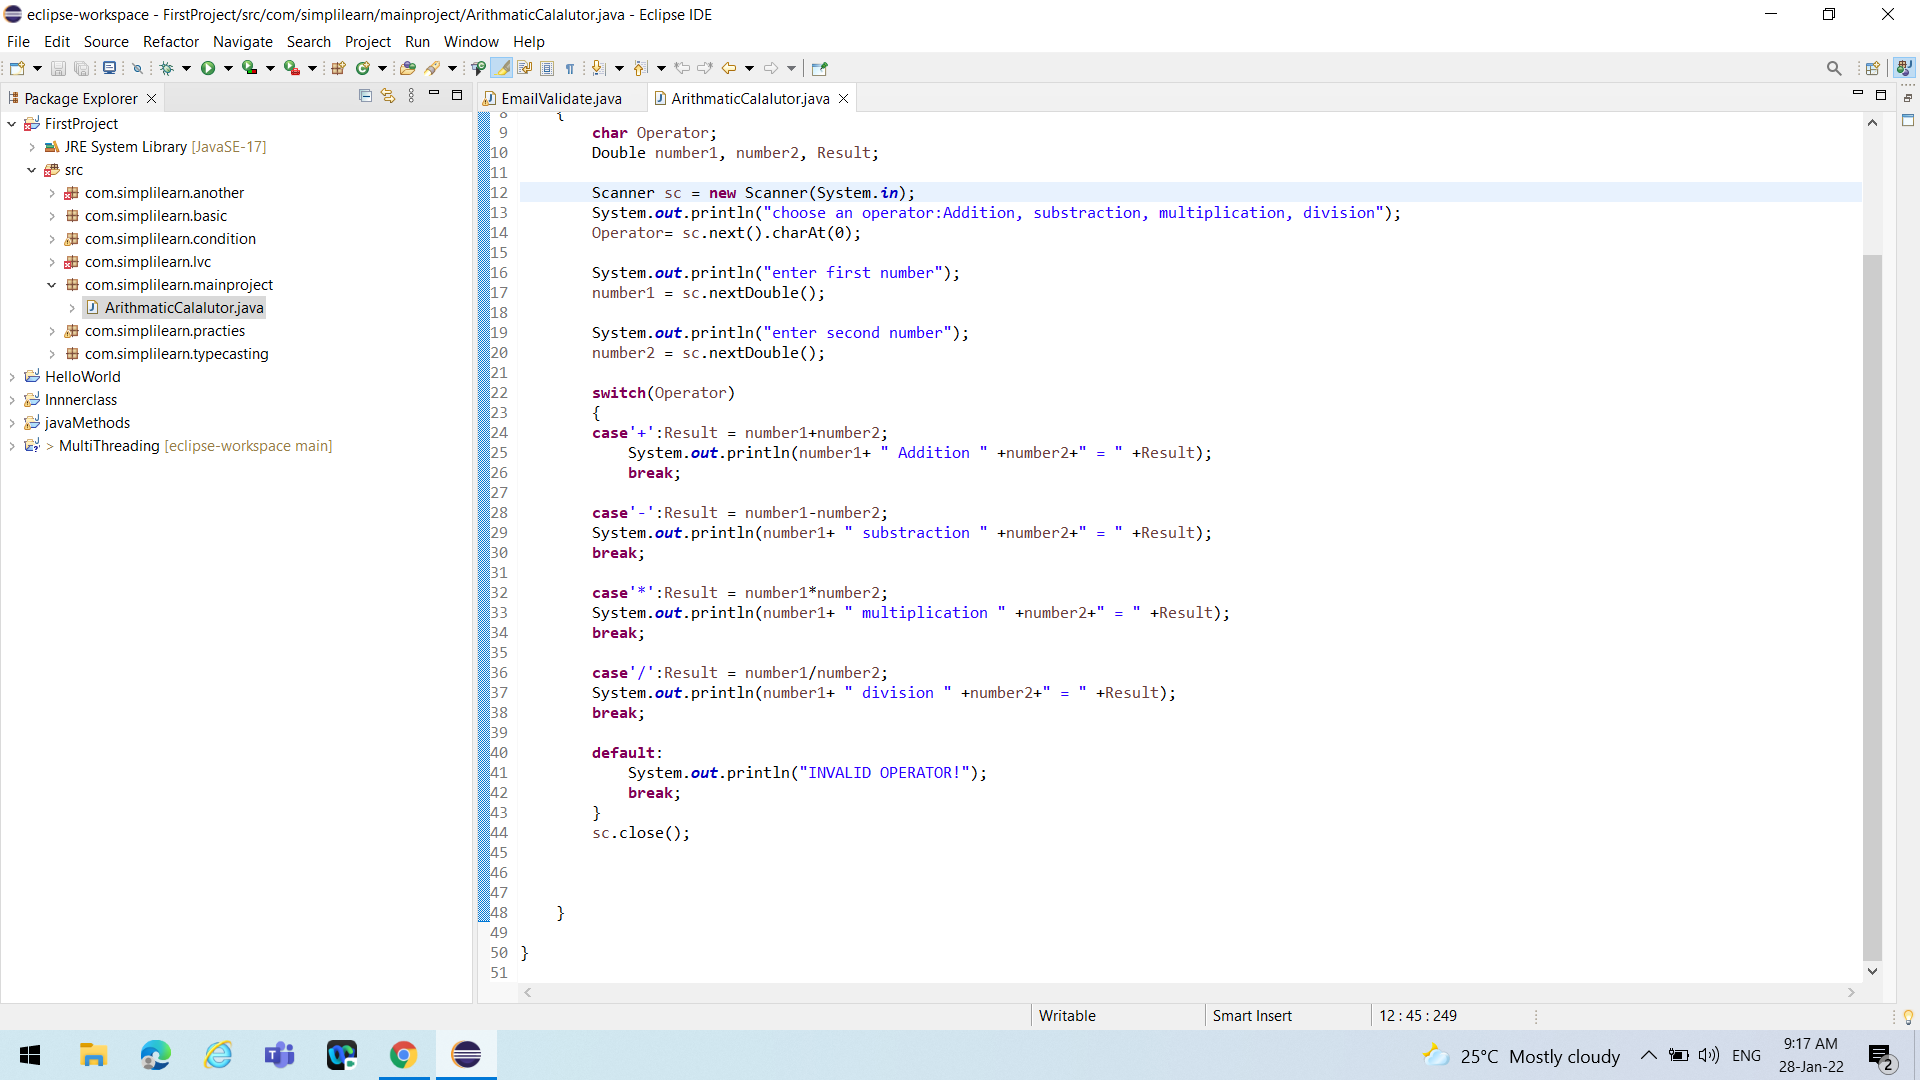 eclipse-workspace - FirstProject/src/com/simplilearn/mainproject/ArithmaticCalalutor.java - Eclipse IDE
File Edit Source Refactor Navigate Search Project Run Window Help
Package Explorer
FirstProject
JRE System Library [JavaSE-17]
src
com.simplilearn.another
com.simplilearn.basic
com.simplilearn.condition
com.simplilearn.lvc
com.simplilearn.mainproject
ArithmaticCalalutor.java
com.simplilearn.practies
com.simplilearn.typecasting
HelloWorld
Innnerclass
javaMethods
> MultiThreading [eclipse-workspace main]
EmailValidate.java ArithmaticCalalutor.java
8 {
9 char Operator;
10 Double number1, number2, Result;
11
12 Scanner sc = new Scanner(System.in);
13 System.out.println("choose an operator:Addition, substraction, multiplication, division");
14 Operator= sc.next().charAt(0);
15
16 System.out.println("enter first number");
17 number1 = sc.nextDouble();
18
19 System.out.println("enter second number");
20 number2 = sc.nextDouble();
21
22 switch(Operator)
23 {
24 case'+':Result = number1+number2;
25 System.out.println(number1+ " Addition " +number2+" = " +Result);
26 break;
27
28 case'-':Result = number1-number2;
29 System.out.println(number1+ " substraction " +number2+" = " +Result);
30 break;
31
32 case'*':Result = number1*number2;
33 System.out.println(number1+ " multiplication " +number2+" = " +Result);
34 break;
35
36 case'/':Result = number1/number2;
37 System.out.println(number1+ " division " +number2+" = " +Result);
38 break;
39
40 default:
41 System.out.println("INVALID OPERATOR!");
42 break;
43 }
44 sc.close();
45
46
47
48 }
49
50 }
51
Writable Smart Insert 12 : 45 : 249
25°C Mostly cloudy ENG 9:17 AM
28-Jan-22 2